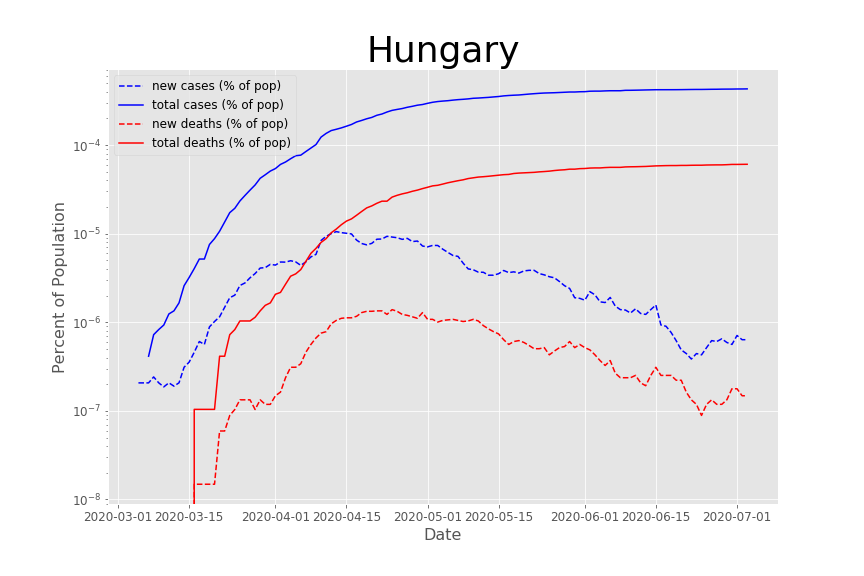 Hungary
new cases (% of pop)
total cases (% of pop)
new deaths (% of pop)
total deaths (% of pop)
Percent of Population
10⁻⁴
10⁻⁵
10⁻⁶
10⁻⁷
10⁻⁸
2020-03-01 2020-03-15 2020-04-01 2020-04-15 2020-05-01 2020-05-15 2020-06-01 2020-06-15 2020-07-01
Date